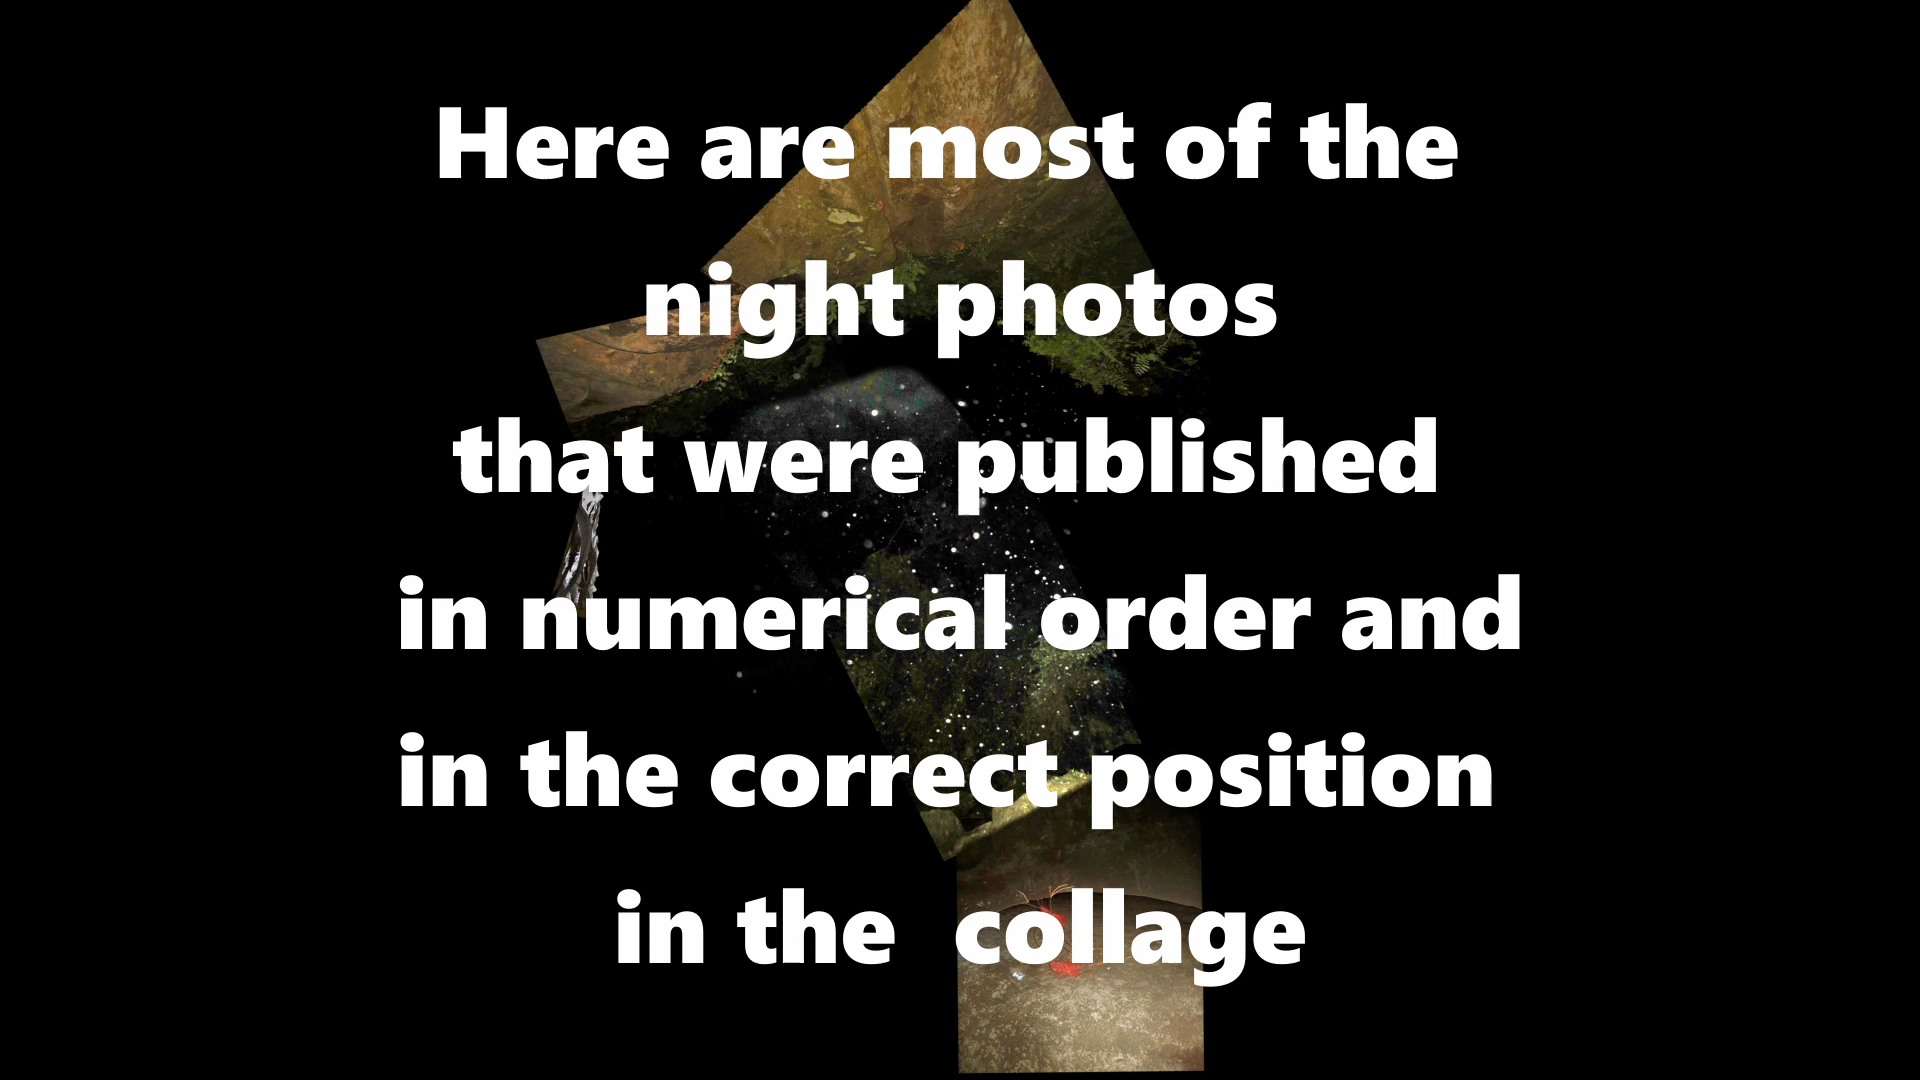 Here are most of the
night photos
that were published
in numerical order and
in the correct position
in the  collage